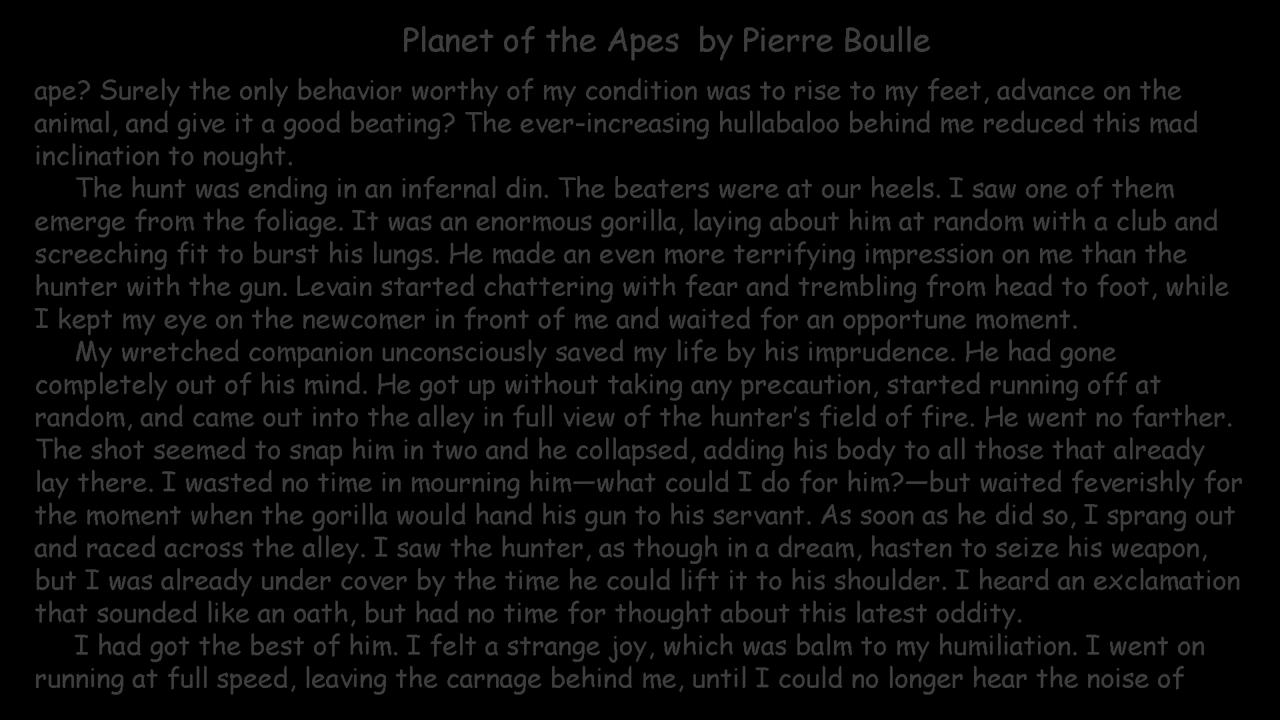 Planet of the Apes by Pierre Boulle
ape? Surely the only behavior worthy of my condition was to rise to my feet, advance on the
animal, and give it a good beating? The ever-increasing hullabaloo behind me reduced this mad
inclination to nought.
The hunt was ending in an infernal din. The beaters were at our heels. I saw one of them
emerge from the foliage. It was an enormous gorilla, laying about him at random with a club and
screeching fit to burst his lungs. He made an even more terrifying impression on me than the
hunter with the gun. Levain started chattering with fear and trembling from head to foot, while
I kept my eye on the newcomer in front of me and waited for an opportune moment.
My wretched companion unconsciously saved my life by his imprudence. He had gone
completely out of his mind. He got up without taking any precaution, started running off at
random, and came out into the alley in full view of the hunter’s field of fire. He went no farther.
The shot seemed to snap him in two and he collapsed, adding his body to all those that already
lay there. I wasted no time in mourning him—what could I do for him?—but waited feverishly for
the moment when the gorilla would hand his gun to his servant. As soon as he did so, I sprang out
and raced across the alley. I saw the hunter, as though in a dream, hasten to seize his weapon,
but I was already under cover by the time he could lift it to his shoulder. I heard an exclamation
that sounded like an oath, but had no time for thought about this latest oddity.
I had got the best of him. I felt a strange joy, which was balm to my humiliation. I went on
running at full speed, leaving the carnage behind me, until I could no longer hear the noise of